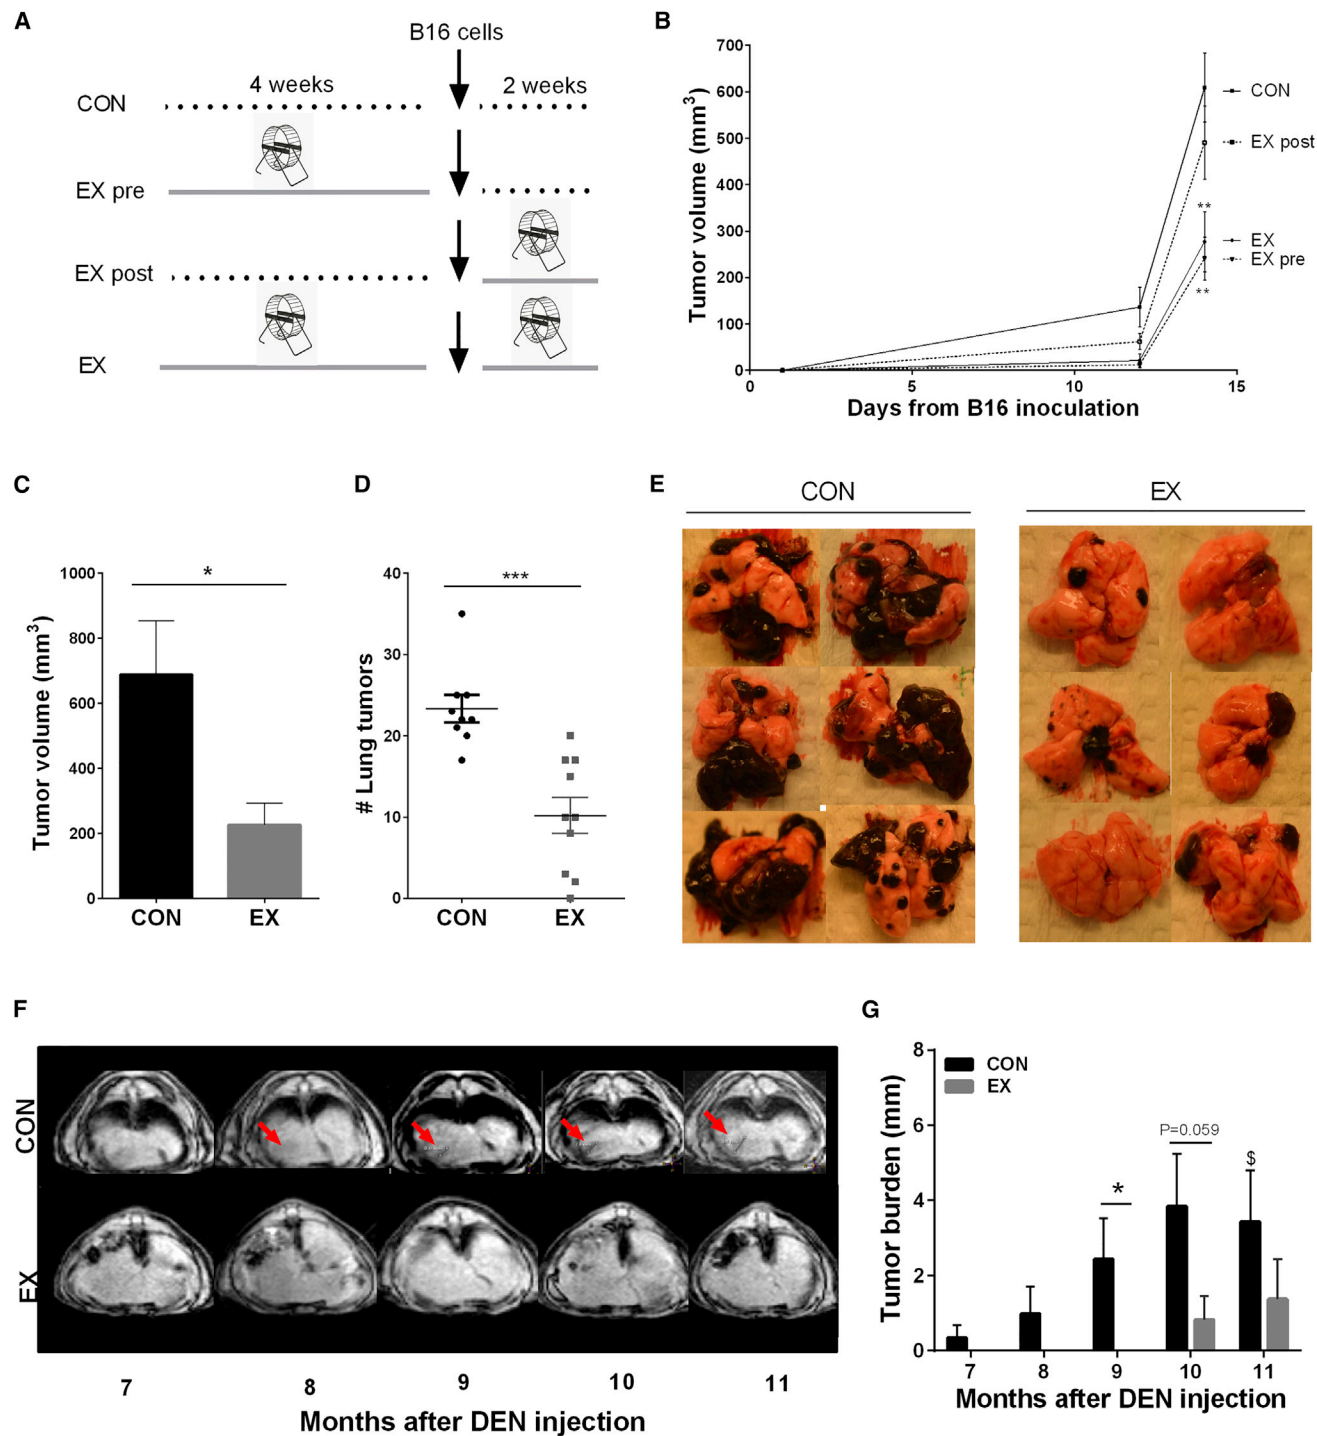 A
B16 cells
4 weeks
2 weeks
CON
EX pre
EX post
EX
B
700
600
500
400
300
200
100
0
Tumor volume (mm3)
CON
EX post
**
EX
EX pre
**
0
5
10
15
Days from B16 inoculation
C
1000
800
600
400
200
0
Tumor volume (mm3)
*
CON
EX
D
40
30
20
10
0
# Lung tumors
***
CON
EX
E
CON
EX
F
CON
EX
7
8
9
10
11
Months after DEN injection
G
8
6
4
2
0
Tumor burden (mm)
CON
EX
*
P=0.059
$
7
8
9
10
11
Months after DEN injection